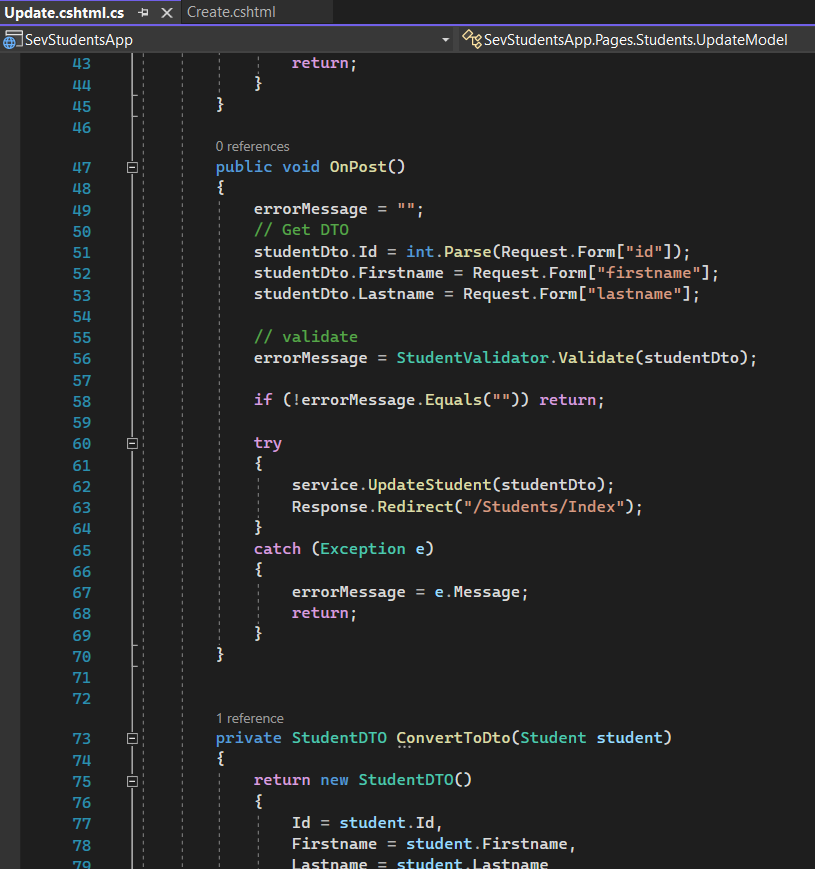 Update.cshtml.cs Create.cshtml
SevStudentsApp SevStudentsApp.Pages.Students.UpdateModel
43 return;
44 }
45 }
46
0 references
47 public void OnPost()
48 {
49 errorMessage = "";
50 // Get DTO
51 studentDto.Id = int.Parse(Request.Form["id"]);
52 studentDto.Firstname = Request.Form["firstname"];
53 studentDto.Lastname = Request.Form["lastname"];
54
55 // validate
56 errorMessage = StudentValidator.Validate(studentDto);
57
58 if (!errorMessage.Equals("")) return;
59
60 try
61 {
62 service.UpdateStudent(studentDto);
63 Response.Redirect("/Students/Index");
64 }
65 catch (Exception e)
66 {
67 errorMessage = e.Message;
68 return;
69 }
70 }
71
72
1 reference
73 private StudentDTO ConvertToDto(Student student)
74 {
75 return new StudentDTO()
76 {
77 Id = student.Id,
78 Firstname = student.Firstname,
79 Lastname = student.Lastname